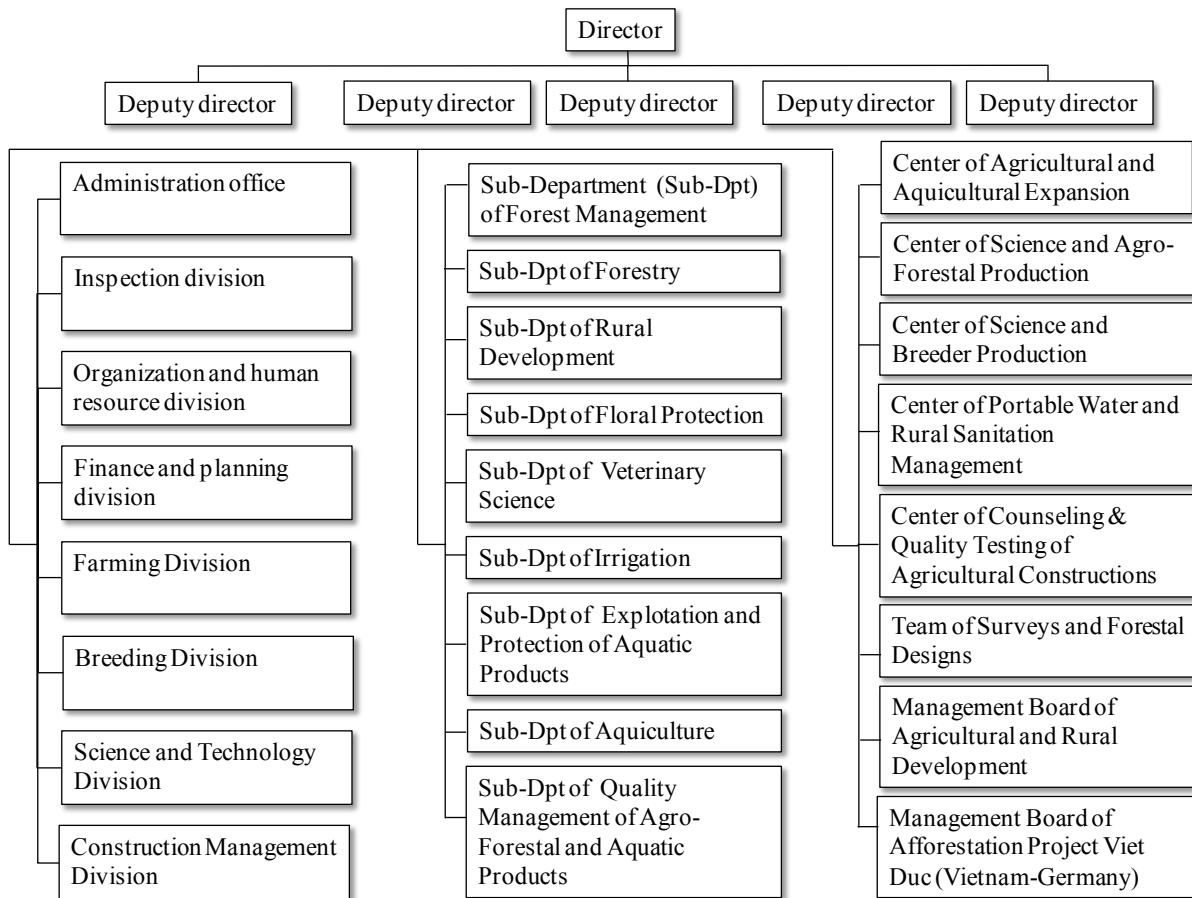 Director
Deputy director
Deputy director
Deputy director
Deputy director
Deputy director
Administration office
Inspection division
Organization and human
resource division
Finance and planning
division
Farming Division
Breeding Division
Science and Technology
Division
Construction Management
Division
Sub-Department (Sub-Dpt)
of Forest Management
Sub-Dpt of Forestry
Sub-Dpt of Rural
Development
Sub-Dpt of Floral Protection
Sub-Dpt of Veterinary
Science
Sub-Dpt of Irrigation
Sub-Dpt of Explotation and
Protection of Aquatic
Products
Sub-Dpt of Aquiculture
Sub-Dpt of Quality
Management of Agro-
Forestal and Aquatic
Products
Center of Agricultural and
Aquicultural Expansion
Center of Science and Agro-
Forestal Production
Center of Science and
Breeder Production
Center of Portable Water and
Rural Sanitation
Management
Center of Counseling &
Quality Testing of
Agricultural Constructions
Team of Surveys and Forestal
Designs
Management Board of
Agricultural and Rural
Development
Management Board of
Afforestation Project Viet
Duc (Vietnam-Germany)